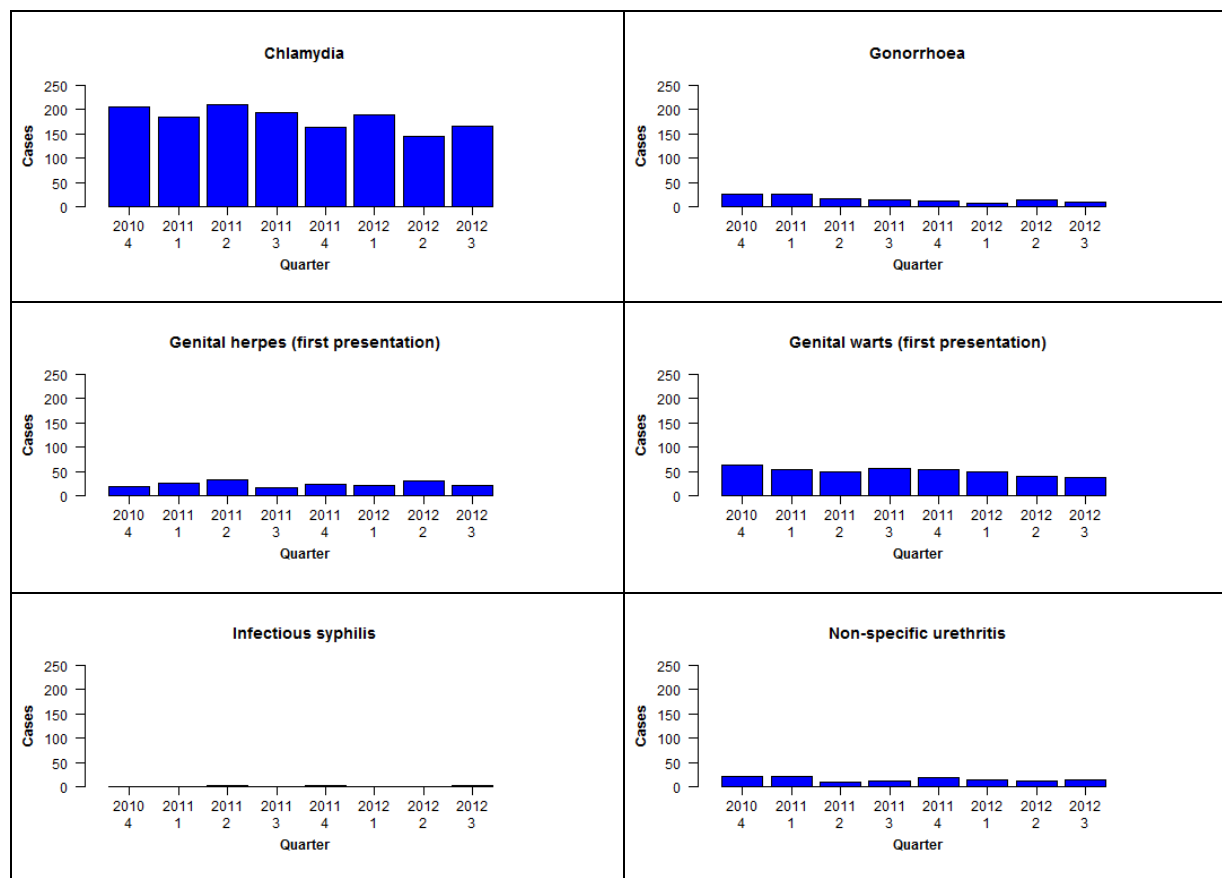 Chlamydia
250
200
150
100
50
0
Cases
2010 2011 2011 2011 2011 2012 2012 2012
4 1 2 3 4 1 2 3
Quarter
Gonorrhoea
250
200
150
100
50
0
Cases
2010 2011 2011 2011 2011 2012 2012 2012
4 1 2 3 4 1 2 3
Quarter
Genital herpes (first presentation)
250
200
150
100
50
0
Cases
2010 2011 2011 2011 2011 2012 2012 2012
4 1 2 3 4 1 2 3
Quarter
Genital warts (first presentation)
250
200
150
100
50
0
Cases
2010 2011 2011 2011 2011 2012 2012 2012
4 1 2 3 4 1 2 3
Quarter
Infectious syphilis
250
200
150
100
50
0
Cases
2010 2011 2011 2011 2011 2012 2012 2012
4 1 2 3 4 1 2 3
Quarter
Non-specific urethritis
250
200
150
100
50
0
Cases
2010 2011 2011 2011 2011 2012 2012 2012
4 1 2 3 4 1 2 3
Quarter